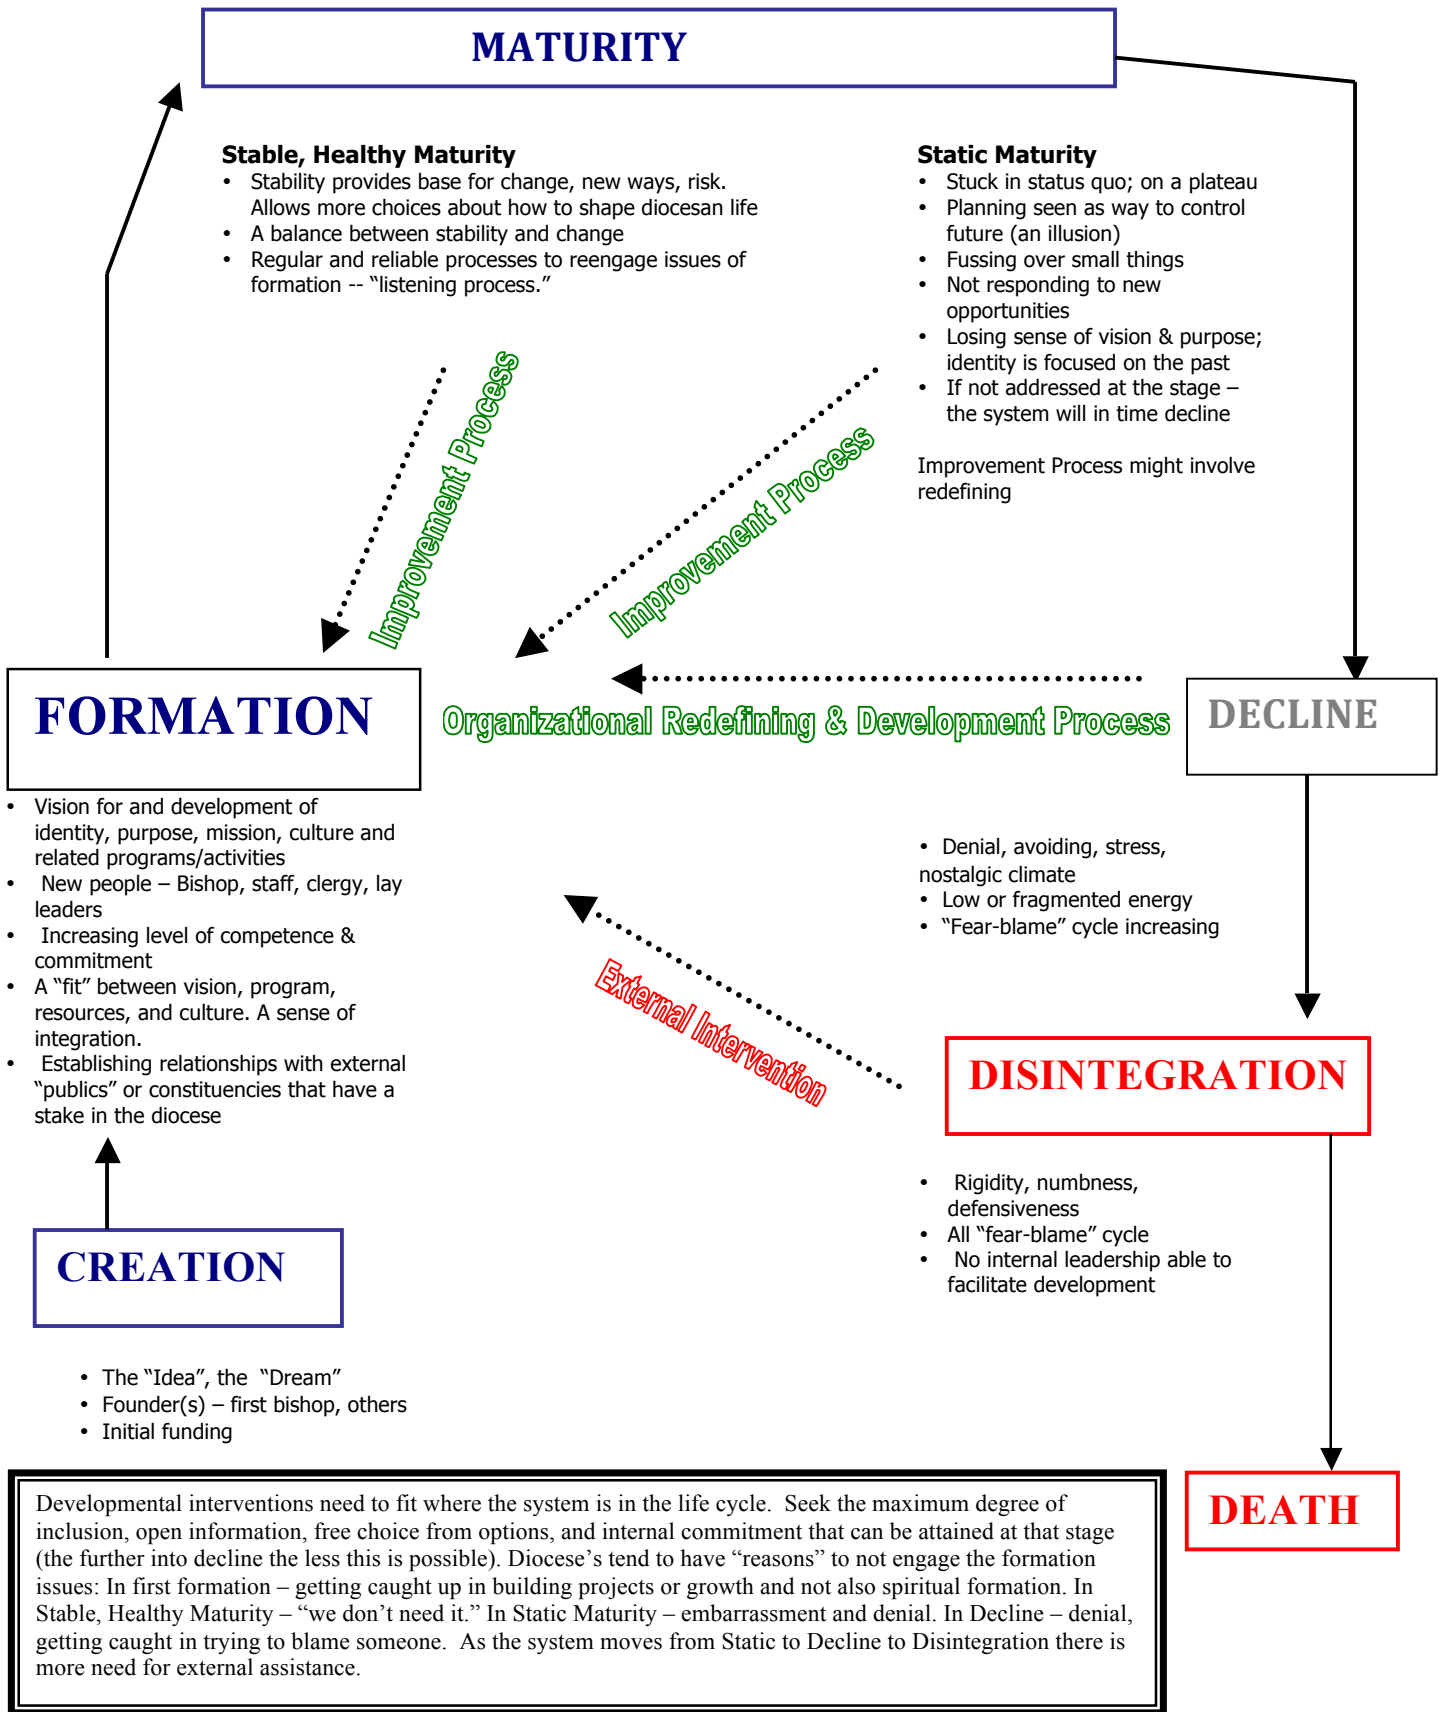 MATURITY
Stable, Healthy Maturity
• Stability provides base for change, new ways, risk.
Allows more choices about how to shape diocesan life
• A balance between stability and change
• Regular and reliable processes to reengage issues of
formation -- “listening process.”
Static Maturity
• Stuck in status quo; on a plateau
• Planning seen as way to control
future (an illusion)
• Fussing over small things
• Not responding to new
opportunities
• Losing sense of vision & purpose;
identity is focused on the past
• If not addressed at the stage –
the system will in time decline
Improvement Process might involve
redefining
Improvement Process
Improvement Process
FORMATION
Organizational Redefining & Development Process
DECLINE
• Vision for and development of
identity, purpose, mission, culture and
related programs/activities
• New people – Bishop, staff, clergy, lay
leaders
• Increasing level of competence &
commitment
• A “fit” between vision, program,
resources, and culture. A sense of
integration.
• Establishing relationships with external
“publics” or constituencies that have a
stake in the diocese
• Denial, avoiding, stress,
nostalgic climate
• Low or fragmented energy
• “Fear-blame” cycle increasing
External Intervention
DISINTEGRATION
• Rigidity, numbness,
defensiveness
• All “fear-blame” cycle
• No internal leadership able to
facilitate development
CREATION
• The “Idea”, the “Dream”
• Founder(s) – first bishop, others
• Initial funding
DEATH
Developmental interventions need to fit where the system is in the life cycle. Seek the maximum degree of
inclusion, open information, free choice from options, and internal commitment that can be attained at that stage
(the further into decline the less this is possible). Diocese’s tend to have “reasons” to not engage the formation
issues: In first formation – getting caught up in building projects or growth and not also spiritual formation. In
Stable, Healthy Maturity – “we don’t need it.” In Static Maturity – embarrassment and denial. In Decline – denial,
getting caught in trying to blame someone. As the system moves from Static to Decline to Disintegration there is
more need for external assistance.